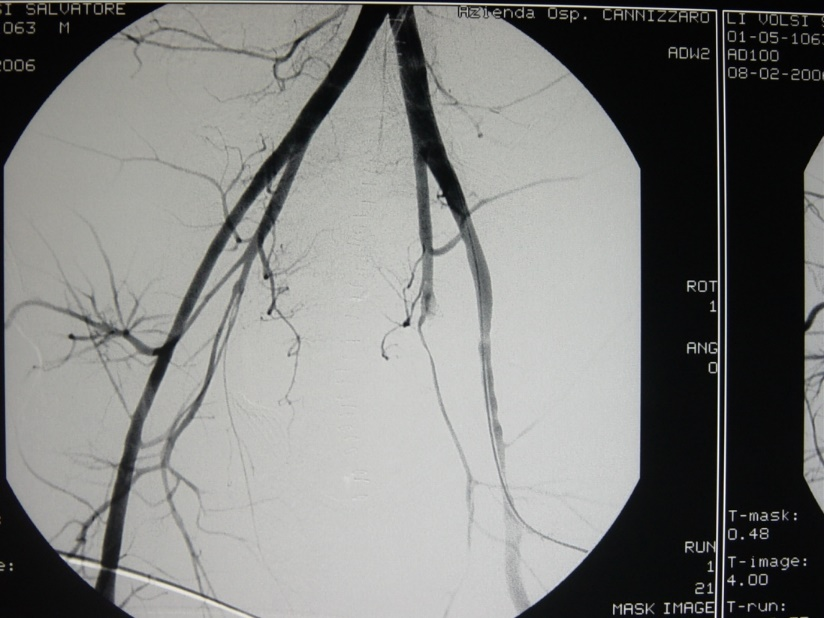 SI SALVATORE
063 M
2006
Azienda Osp. CANNIZZARO
ADW2
ROT
1
ANG
0
RUN
1
21
MASK IMAGE
LI VOLSI S
01-05-1063
AD100
08-02-2006
T-mask:
0.48
T-image:
4.00
T-run: